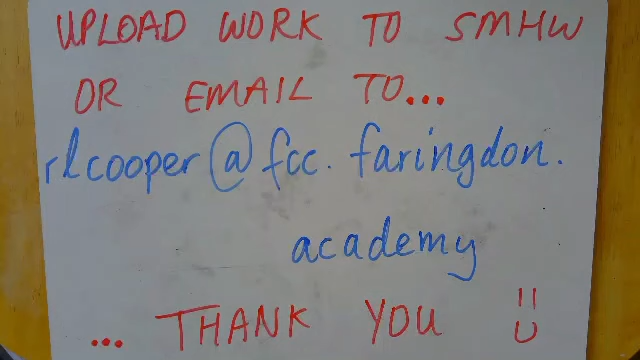 UPLOAD WORK TO SMHW
OR EMAIL TO...
rlcooper@fcc.faringdon.
academy
... THANK YOU :)